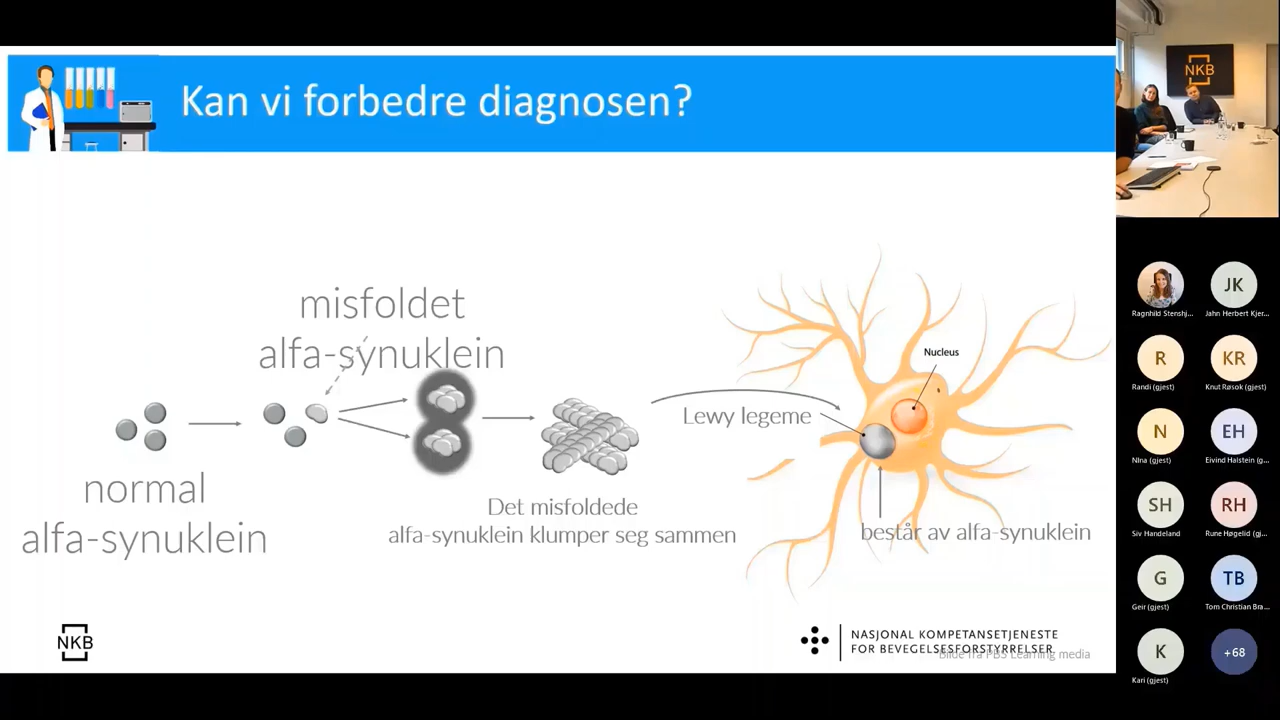 Kan vi forbedre diagnosen?
NKB
misfoldet
alfa-synuklein
Nucleus
Lewy legeme
normal
alfa-synuklein
Det misfoldede
alfa-synuklein klumper seg sammen
består av alfa-synuklein
NKB
NASJONAL KOMPETANSETJENESTE
FOR BEVEGELSESFORSTYRRELSER
Bilde fra PBS Learning media
Ragnhild Stenshj...
JK
Jahn Herbert Kjer...
R
Randi (gjest)
KR
Knut Røsok (gjest)
N
NIna (gjest)
EH
Eivind Halstein (g...
SH
Siv Handeland
RH
Rune Høgelid (gj...
G
Geir (gjest)
TB
Tom Christian Bra...
K
Kari (gjest)
+68